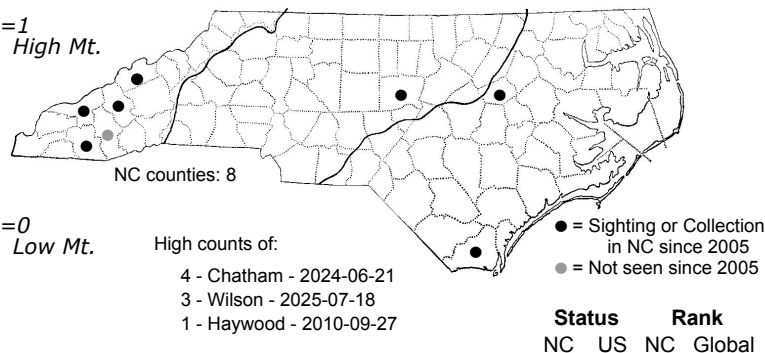 =1
High Mt.
NC counties: 8
=0
Low Mt.
High counts of:
4 - Chatham - 2024-06-21
3 - Wilson - 2025-07-18
1 - Haywood - 2010-09-27
= Sighting or Collection
in NC since 2005
= Not seen since 2005
Status Rank
NC US NC Global